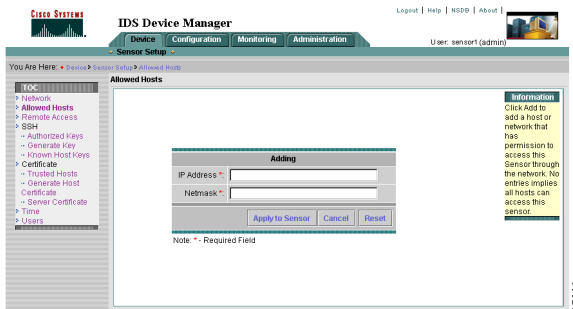 CISCO SYSTEMS
IDS Device Manager
Logout | Help | NSDB | About |
Device Configuration Monitoring Administration
User: sensor1 (admin)
Sensor Setup
You Are Here: Device > Sensor Setup > Allowed Hosts
TOC
Network
Allowed Hosts
Remote Access
SSH
Authorized Keys
Generate Key
Known Host Keys
Certificate
Trusted Hosts
Generate Host
Certificate
Server Certificate
Time
Users
Allowed Hosts
Adding
IP Address *:
Netmask *:
Apply to Sensor Cancel Reset
Note: * - Required Field
Information
Click Add to
add a host or
network that
has
permission to
access this
Sensor through
the network. No
entries implies
all hosts can
access this
sensor.